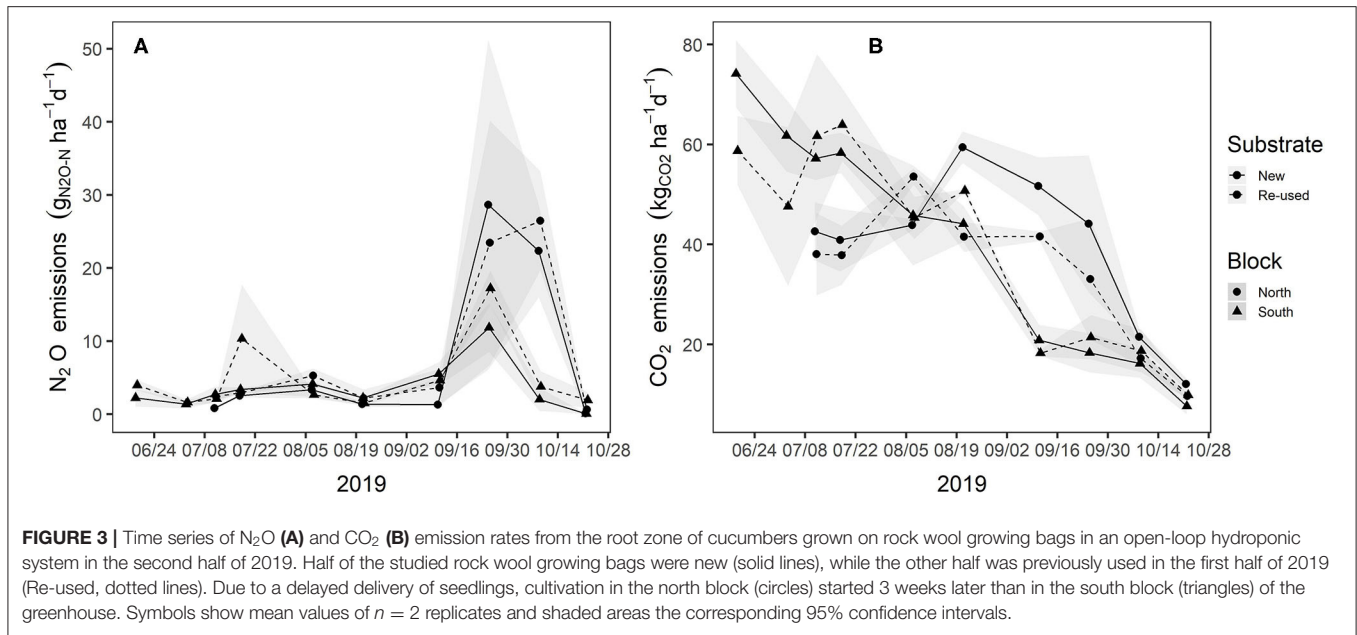 A
50
40
30
20
10
0
N₂O emissions (gN₂O-N ha⁻¹d⁻¹)
06/24 07/08 07/22 08/05 08/19 09/02 09/16 09/30 10/14 10/28
2019
B
80
60
40
20
CO₂ emissions (kgCO2 ha⁻¹d⁻¹)
06/24 07/08 07/22 08/05 08/19 09/02 09/16 09/30 10/14 10/28
2019
Substrate
New
Re-used
Block
North
South
FIGURE 3 | Time series of N₂O (A) and CO₂ (B) emission rates from the root zone of cucumbers grown on rock wool growing bags in an open-loop hydroponic
system in the second half of 2019. Half of the studied rock wool growing bags were new (solid lines), while the other half was previously used in the first half of 2019
(Re-used, dotted lines). Due to a delayed delivery of seedlings, cultivation in the north block (circles) started 3 weeks later than in the south block (triangles) of the
greenhouse. Symbols show mean values of n = 2 replicates and shaded areas the corresponding 95% confidence intervals.